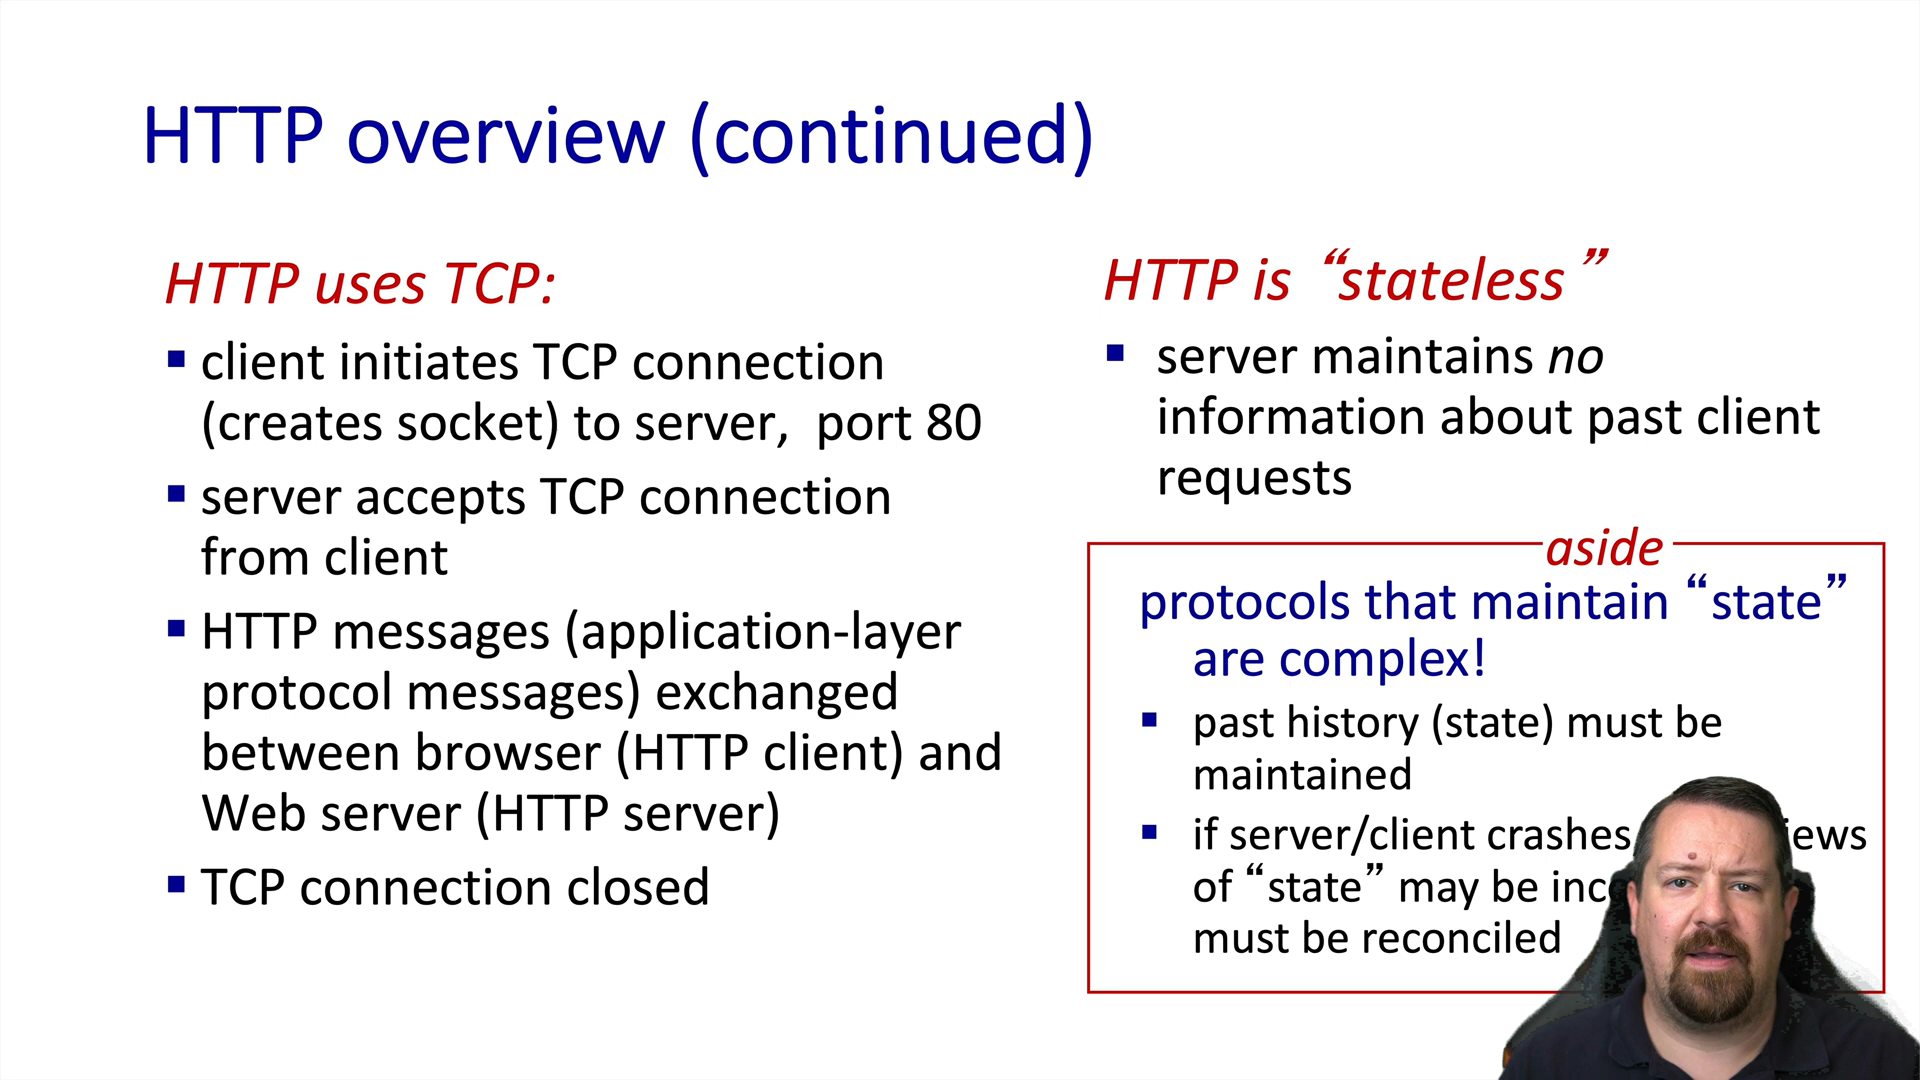 HTTP overview (continued)
HTTP uses TCP:
▪ client initiates TCP connection
(creates socket) to server,  port 80
▪ server accepts TCP connection
from client
▪ HTTP messages (application-layer
protocol messages) exchanged
between browser (HTTP client) and
Web server (HTTP server)
▪ TCP connection closed
HTTP is “stateless”
▪ server maintains no
information about past client
requests
aside
protocols that maintain “state”
are complex!
▪ past history (state) must be
maintained
▪ if server/client crashes
of “state” may be
must be reconciled